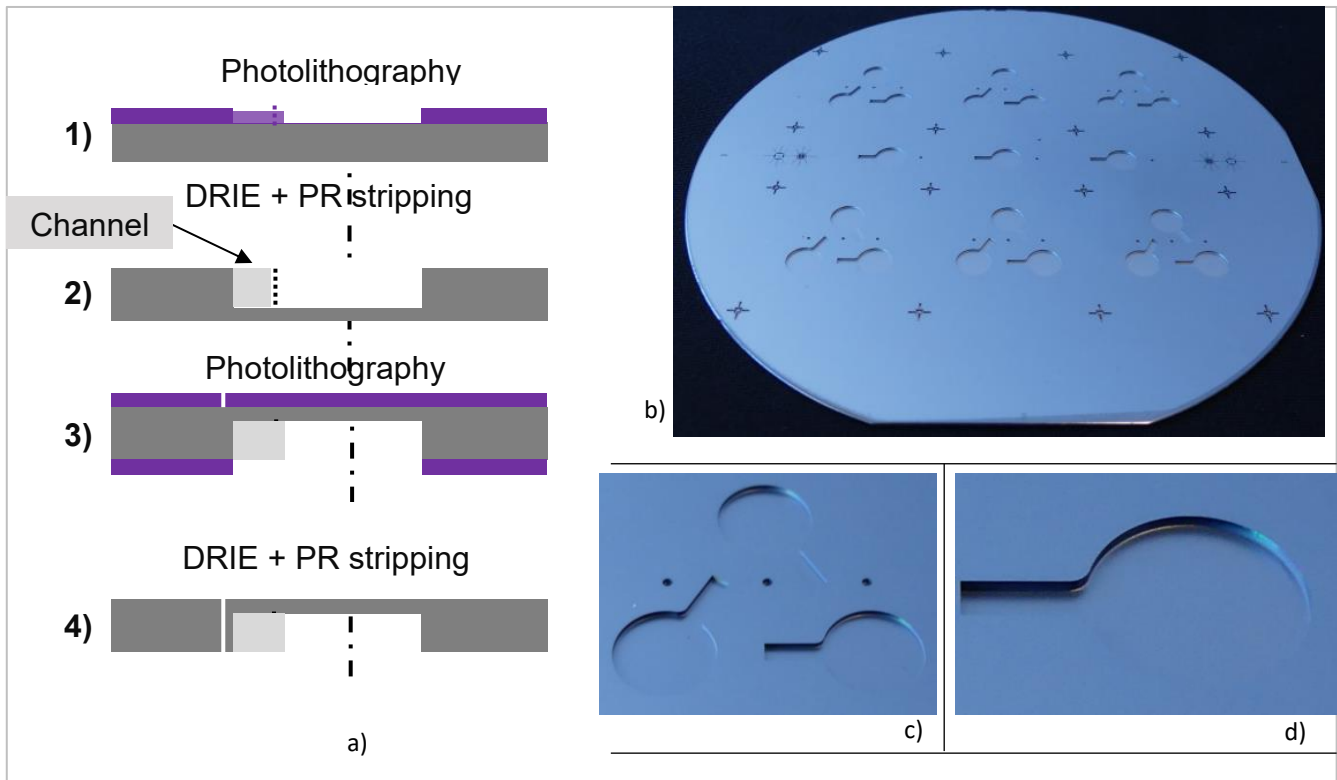 Photolithography
1)
DRIE + PR stripping
Channel
2)
Photolithography
3)
DRIE + PR stripping
4)
a)
b)
c)
d)